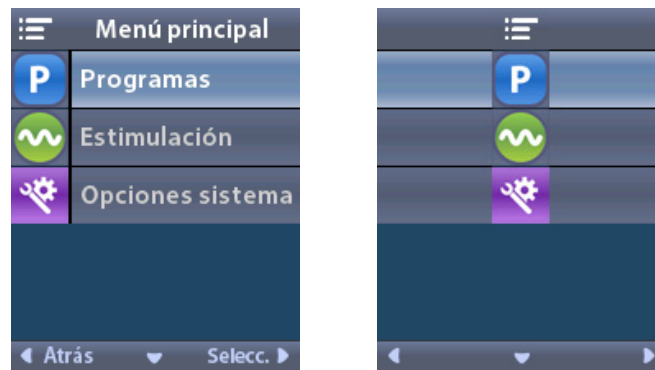 Menú principal
P Programas
Estimulación
Opciones sistema
Atrás Selecc.
P